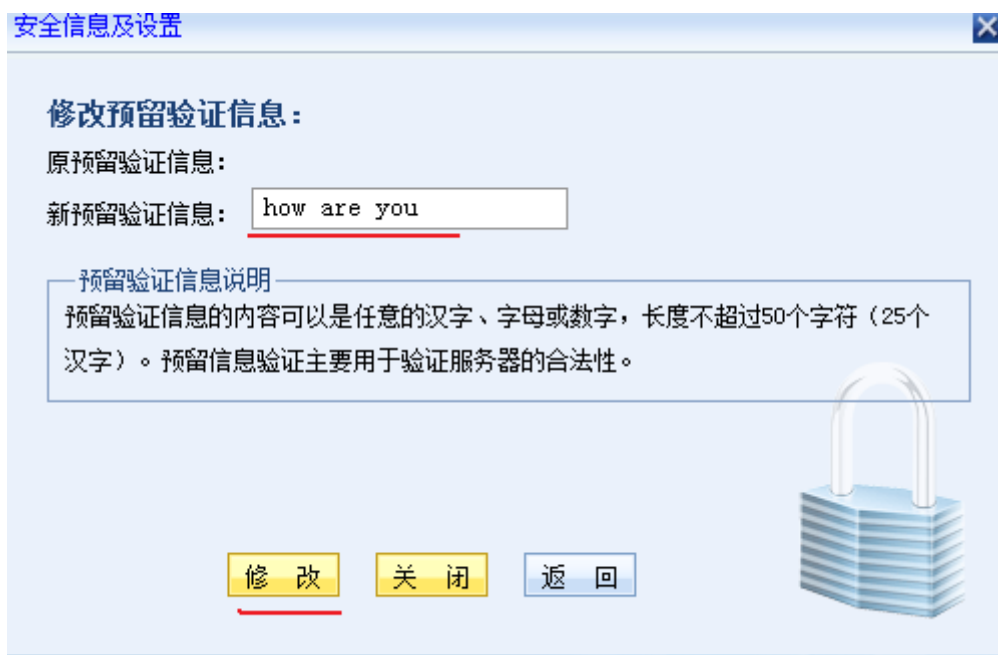 安全信息及设置
修改预留验证信息：
原预留验证信息：
新预留验证信息： how are you
预留验证信息说明
预留验证信息的内容可以是任意的汉字、字母或数字，长度不超过50个字符（25个
汉字）。预留信息验证主要用于验证服务器的合法性。
修 改 关 闭 返 回